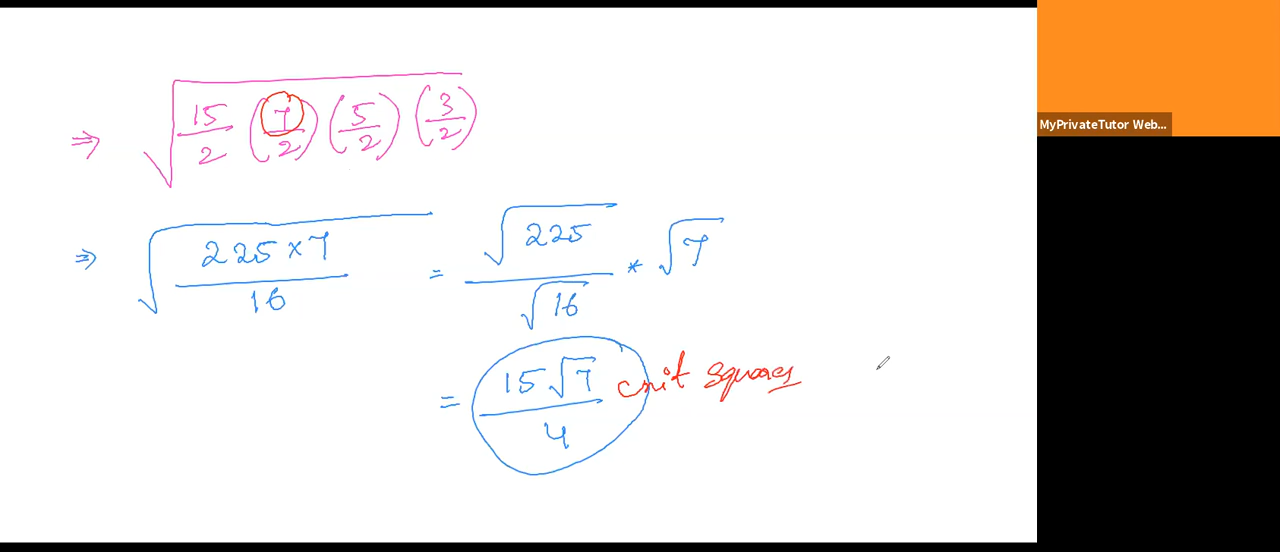 ⇒ √(15/2 (7/2) (5/2) (3/2))
MyPrivateTutor Web...
⇒ √(225×7/16) = √225/√16 * √7
= 15√7/4 unit squares